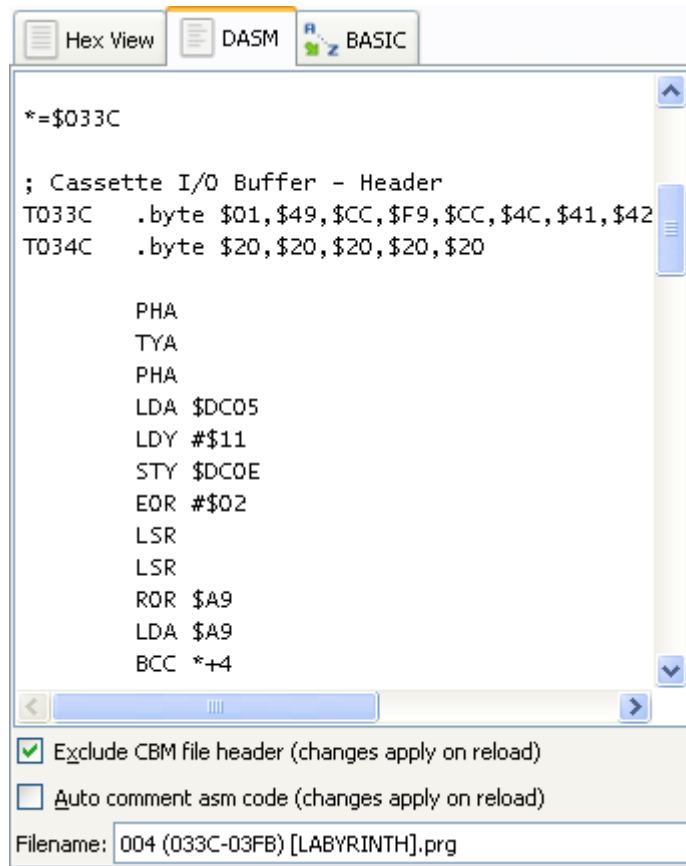 Hex View DASM BASIC
*=$033C
; Cassette I/O Buffer - Header
T033C .byte $01,$49,$CC,$F9,$CC,$4C,$41,$42
T034C .byte $20,$20,$20,$20,$20
PHA
TYA
PHA
LDA $DC05
LDY #$11
STY $DC0E
EOR #$02
LSR
LSR
ROR $A9
LDA $A9
BCC *+4
Exclude CBM file header (changes apply on reload)
Auto comment asm code (changes apply on reload)
Filename: 004 (033C-03FB) [LABYRINTH].prg